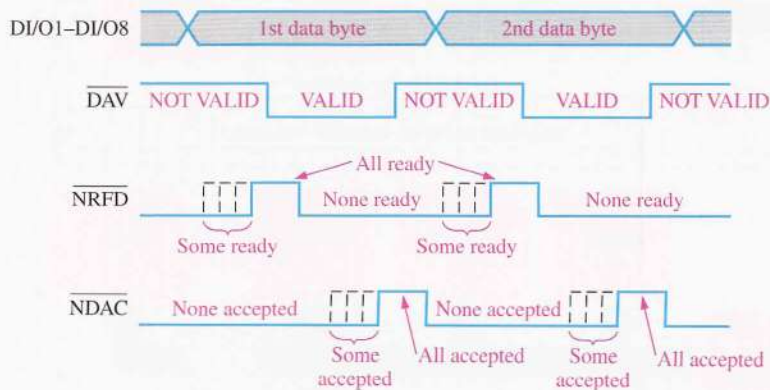 DI/O1–DI/O8 1st data byte 2nd data byte
DAV NOT VALID VALID NOT VALID VALID NOT VALID
All ready
NRFD None ready None ready
Some ready Some ready
NDAC None accepted None accepted
Some accepted All accepted Some accepted All accepted